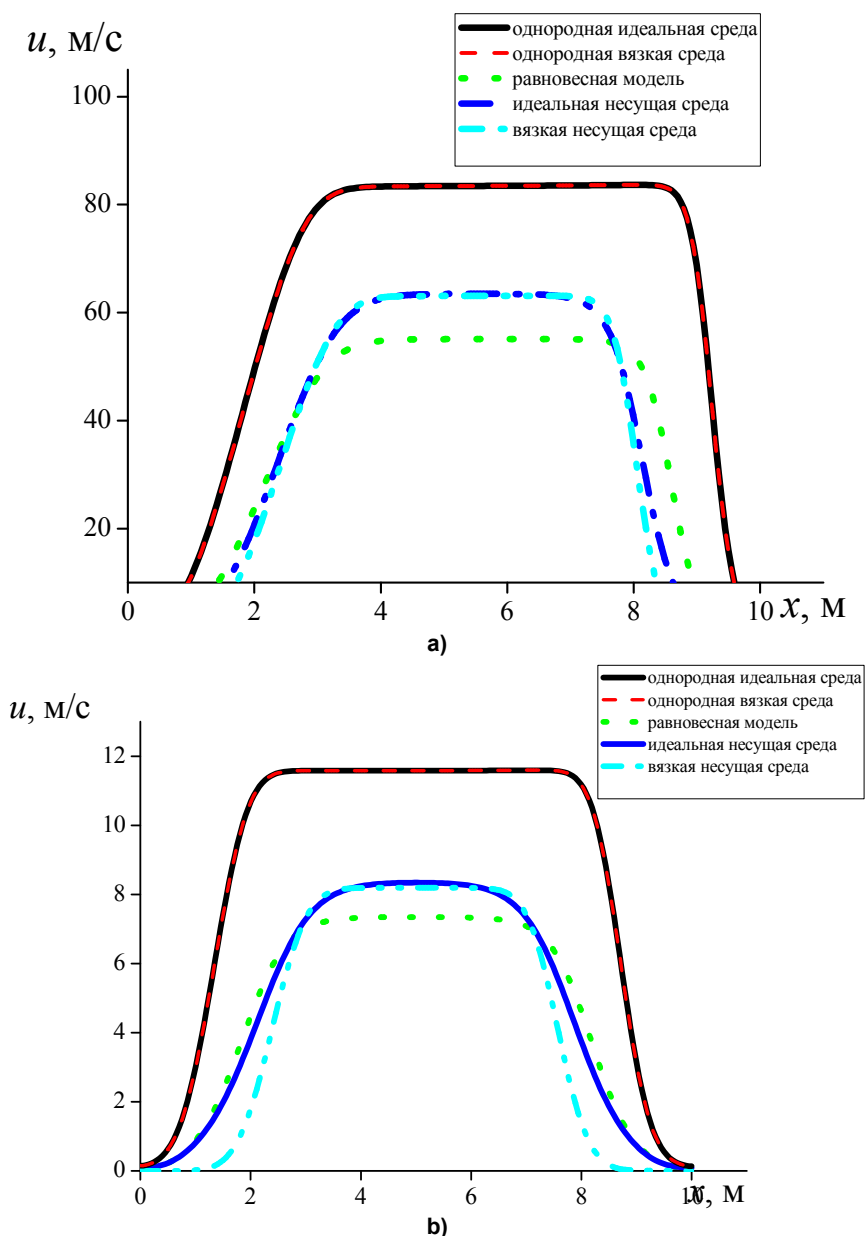 u, м/с
однородная идеальная среда
однородная вязкая среда
равновесная модель
идеальная несущая среда
вязкая несущая среда
100
80
60
40
20
0 2 4 6 8 10
x, м
a)
u, м/с
однородная идеальная среда
однородная вязкая среда
равновесная модель
идеальная несущая среда
вязкая несущая среда
12
10
8
6
4
2
0
0 2 4 6 8 10
x, м
b)